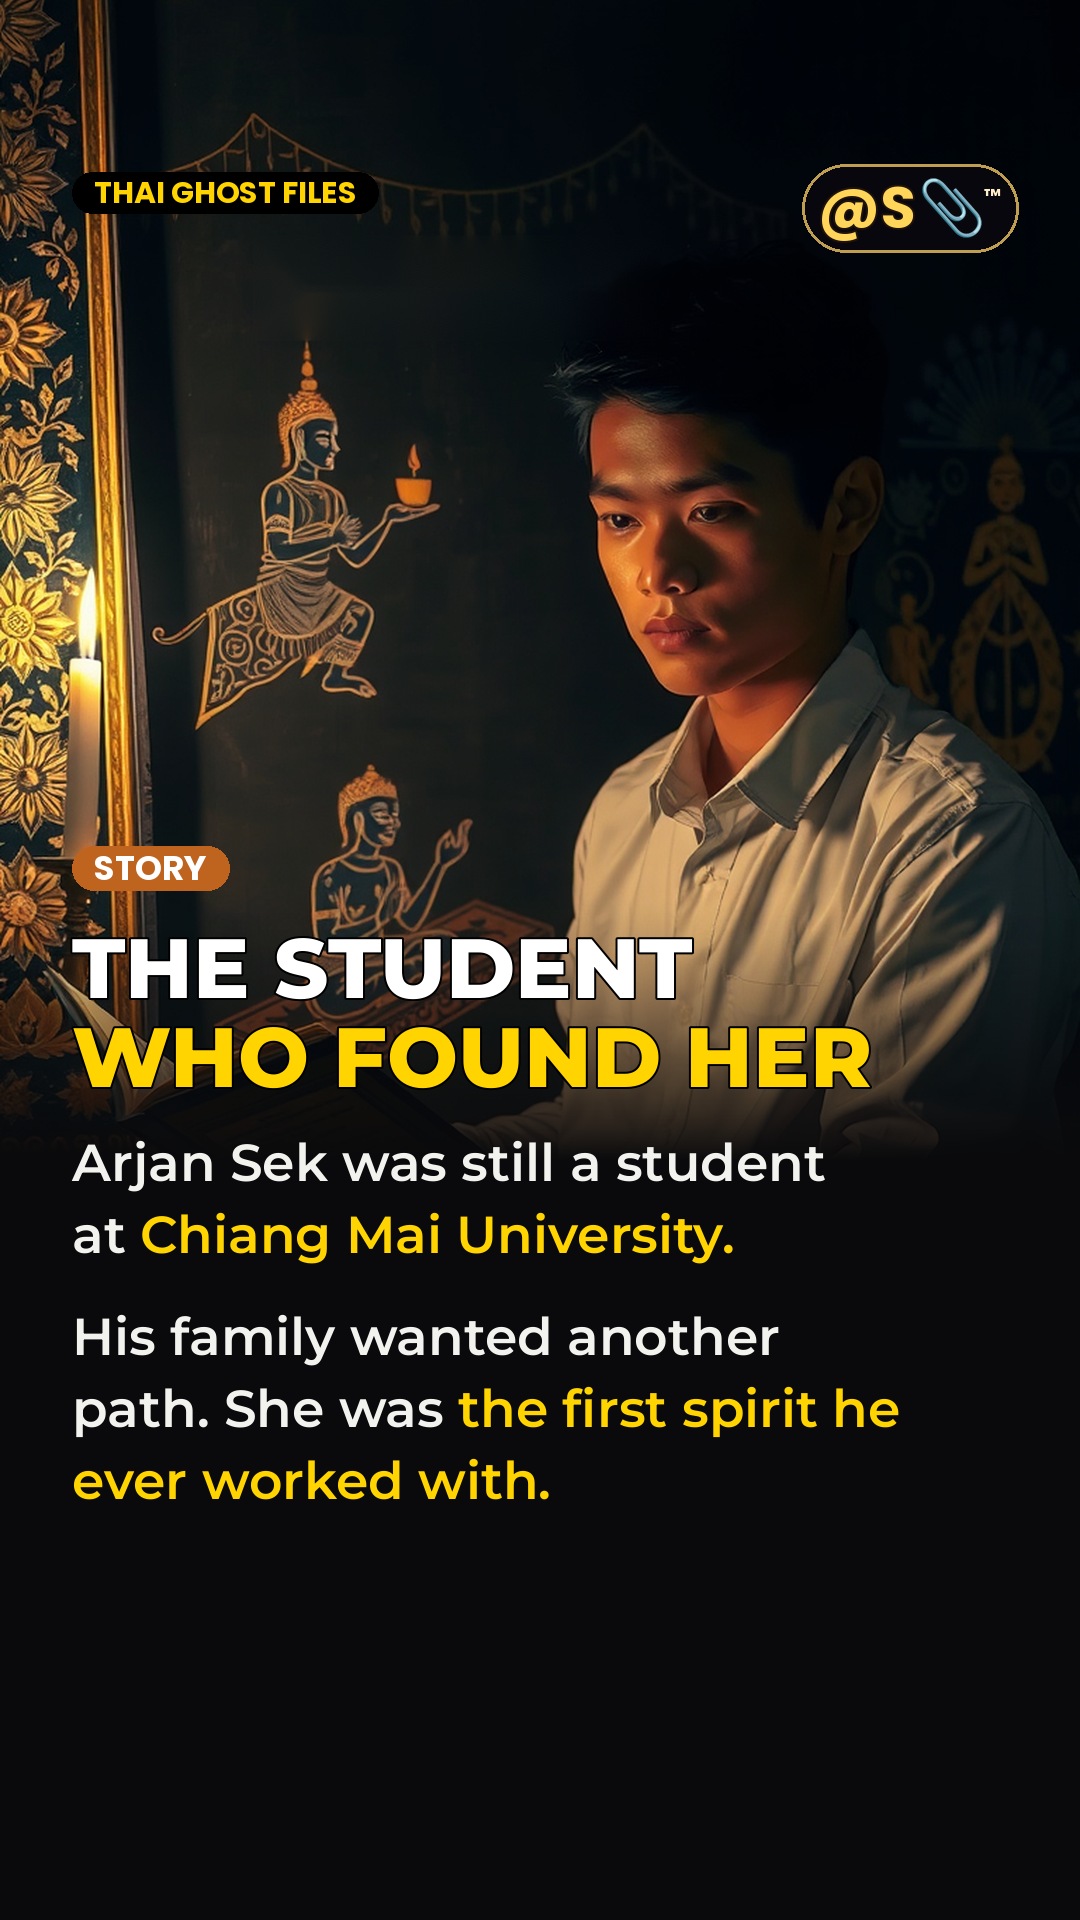 THAI GHOST FILES
@S📎™
STORY
THE STUDENT
WHO FOUND HER
Arjan Sek was still a student
at Chiang Mai University.
His family wanted another
path. She was the first spirit he
ever worked with.